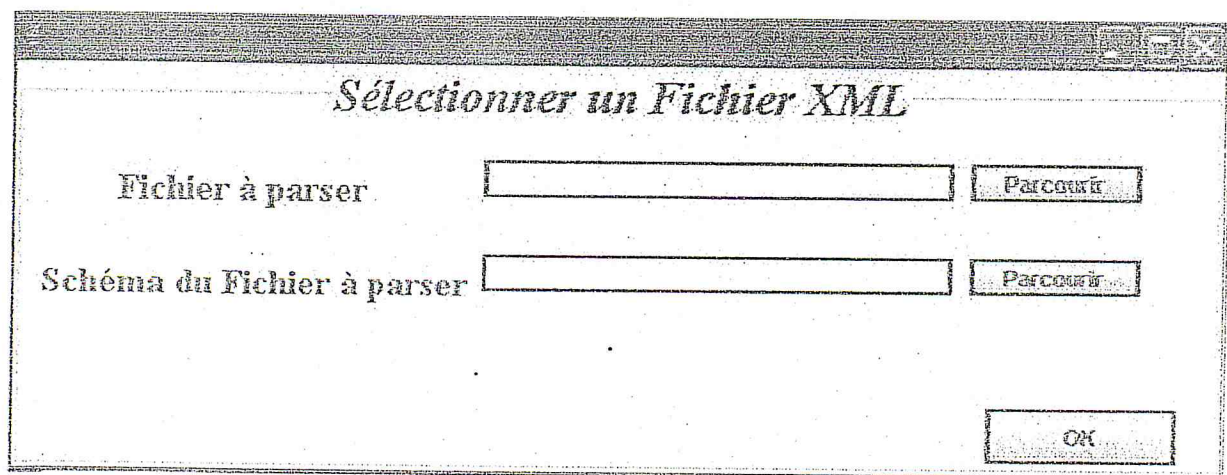 Sélectionner un Fichier XML
Fichier à parser Parcourir
Schéma du Fichier à parser Parcourir
OK